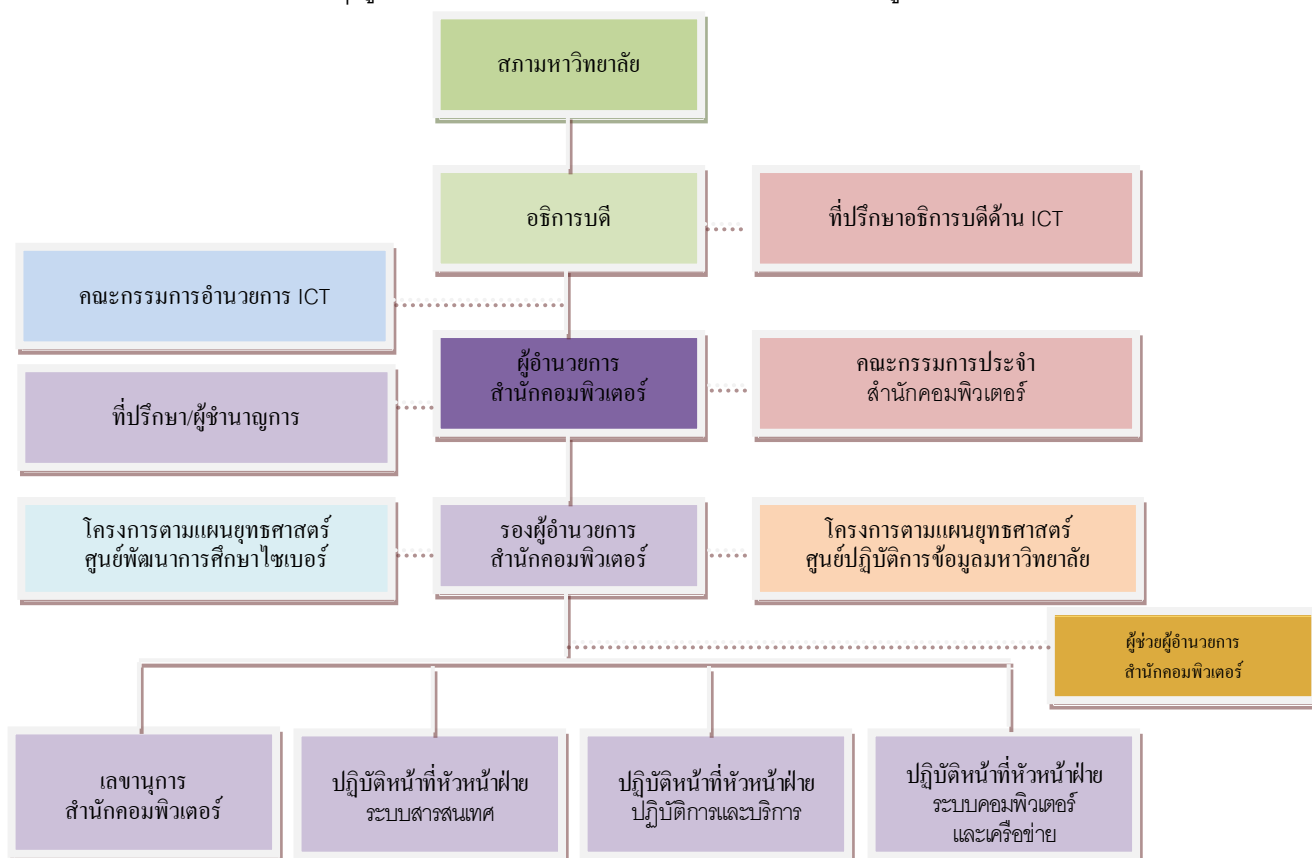 สภามหาวิทยาลัย
อธิการบดี
ที่ปรึกษาอธิการบดีด้าน ICT
คณะกรรมการอำนวยการ ICT
ผู้อำนวยการ
สำนักคอมพิวเตอร์
คณะกรรมการประจำ
สำนักคอมพิวเตอร์
ที่ปรึกษา/ผู้ชำนาญการ
โครงการตามแผนยุทธศาสตร์
ศูนย์พัฒนาการศึกษาไซเบอร์
รองผู้อำนวยการ
สำนักคอมพิวเตอร์
โครงการตามแผนยุทธศาสตร์
ศูนย์ปฏิบัติการข้อมูลมหาวิทยาลัย
ผู้ช่วยผู้อำนวยการ
สำนักคอมพิวเตอร์
เลขานุการ
สำนักคอมพิวเตอร์
ปฏิบัติหน้าที่หัวหน้าฝ่าย
ระบบสารสนเทศ
ปฏิบัติหน้าที่หัวหน้าฝ่าย
ปฏิบัติการและบริการ
ปฏิบัติหน้าที่หัวหน้าฝ่าย
ระบบคอมพิวเตอร์
และเครือข่าย